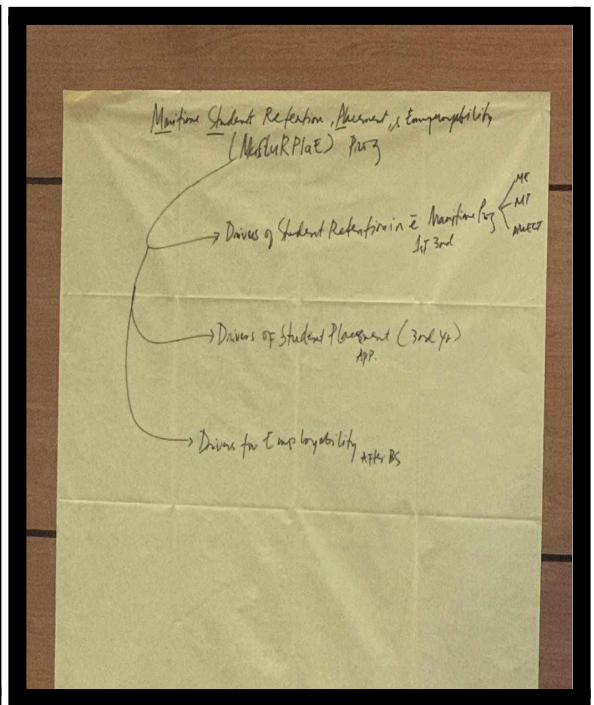 Maritime Student Retention, Placement, & Employability
(MaStuRPlaE) Prog
→ Drivers of Student Retention in ē Maritime Prog
1st 3rd
ME
MT
→ Drivers of Student Placement (3rd yr)
APP.
→ Drivers for Employability
After BS